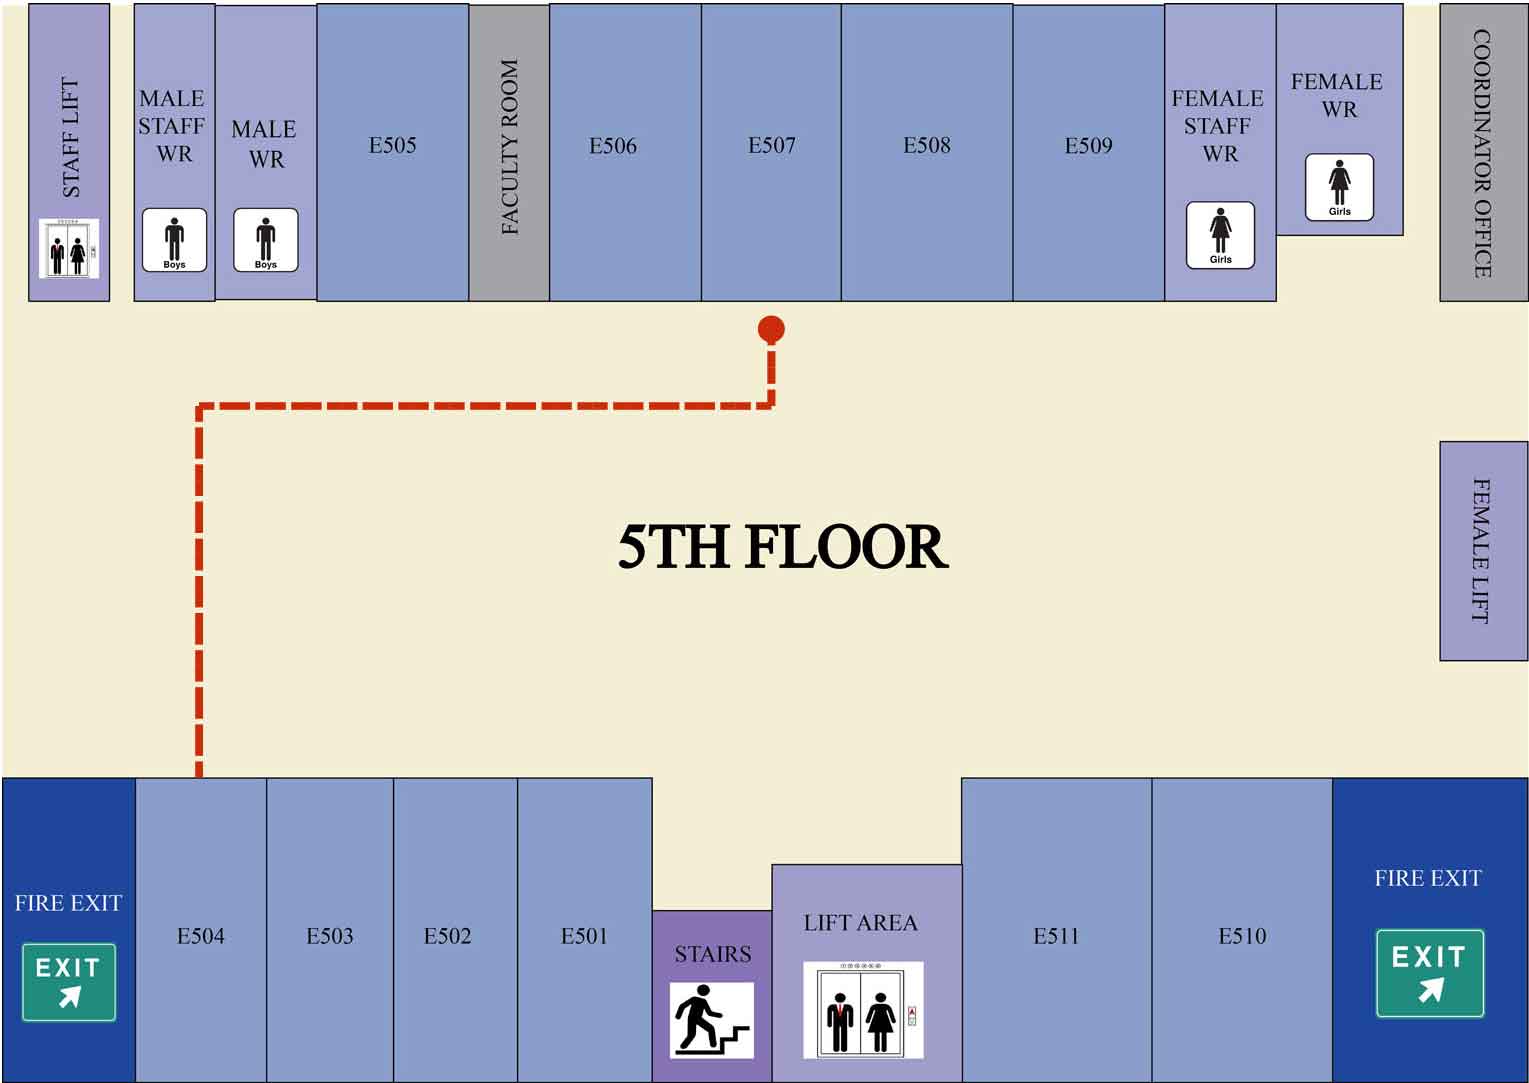 STAFF LIFT
MALE
STAFF
WR
Boys
MALE
WR
Boys
E505
FACULTY ROOM
E506
E507
E508
E509
FEMALE
STAFF
WR
Girls
FEMALE
WR
Girls
COORDINATOR OFFICE
5TH FLOOR
FEMALE LIFT
FIRE EXIT
EXIT
E504
E503
E502
E501
STAIRS
LIFT AREA
E511
E510
FIRE EXIT
EXIT